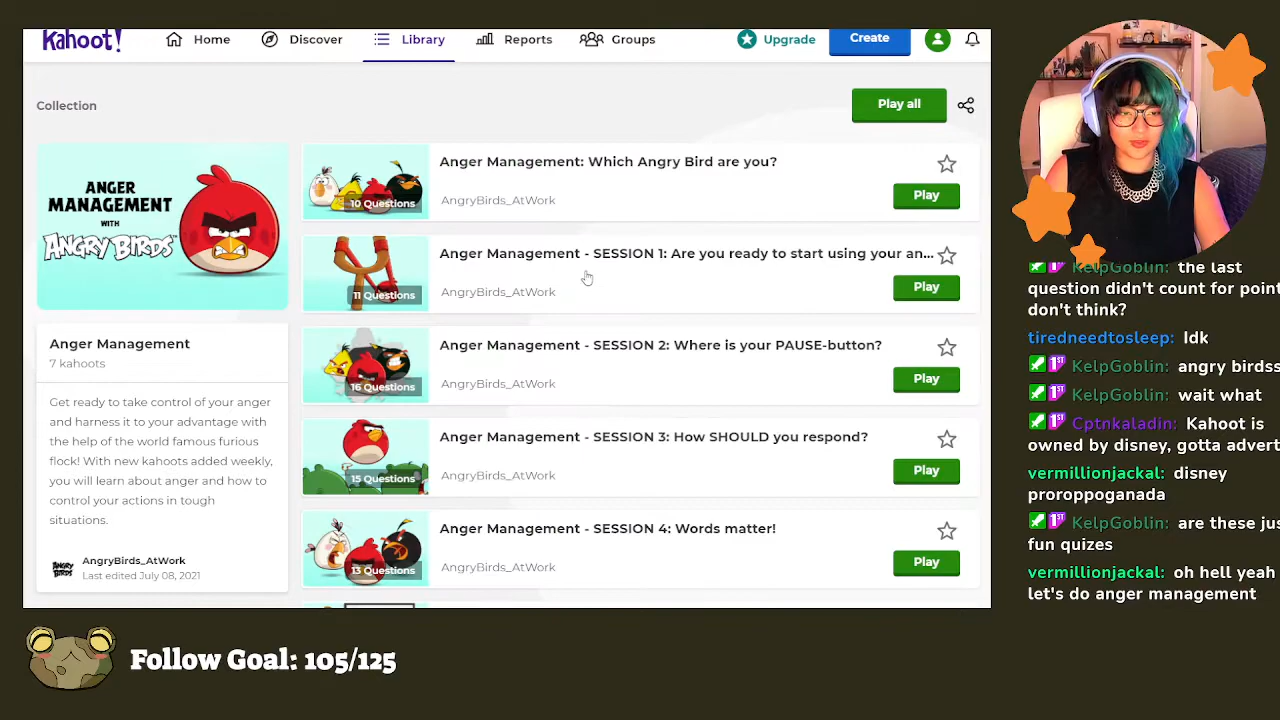 Kahoot!
Home
Discover
Library
Reports
Groups
Upgrade
Create
Collection
Play all
ANGER
MANAGEMENT
WITH
ANGRY BIRDS
Anger Management
7 kahoots
Get ready to take control of your anger
and harness it to your advantage with
the help of the world famous furious
flock! With new kahoots added weekly,
you will learn about anger and how to
control your actions in tough
situations.
ANGRY BIRDS
AngryBirds_AtWork
Last edited July 08, 2021
10 Questions
Anger Management: Which Angry Bird are you?
AngryBirds_AtWork
Play
11 Questions
Anger Management - SESSION 1: Are you ready to start using your an...
AngryBirds_AtWork
Play
16 Questions
Anger Management - SESSION 2: Where is your PAUSE-button?
AngryBirds_AtWork
Play
15 Questions
Anger Management - SESSION 3: How SHOULD you respond?
AngryBirds_AtWork
Play
13 Questions
Anger Management - SESSION 4: Words matter!
AngryBirds_AtWork
Play
1ST KelpGoblin: the last
question didn't count for point
don't think?
tiredneedtosleep: Idk
1ST KelpGoblin: angry birdss
1ST KelpGoblin: wait what
Cptnkaladin: Kahoot is
owned by disney, gotta advert
vermillionjackal: disney
proroppoganada
1ST KelpGoblin: are these jus
fun quizes
vermillionjackal: oh hell yeah
let's do anger management
Follow Goal: 105/125